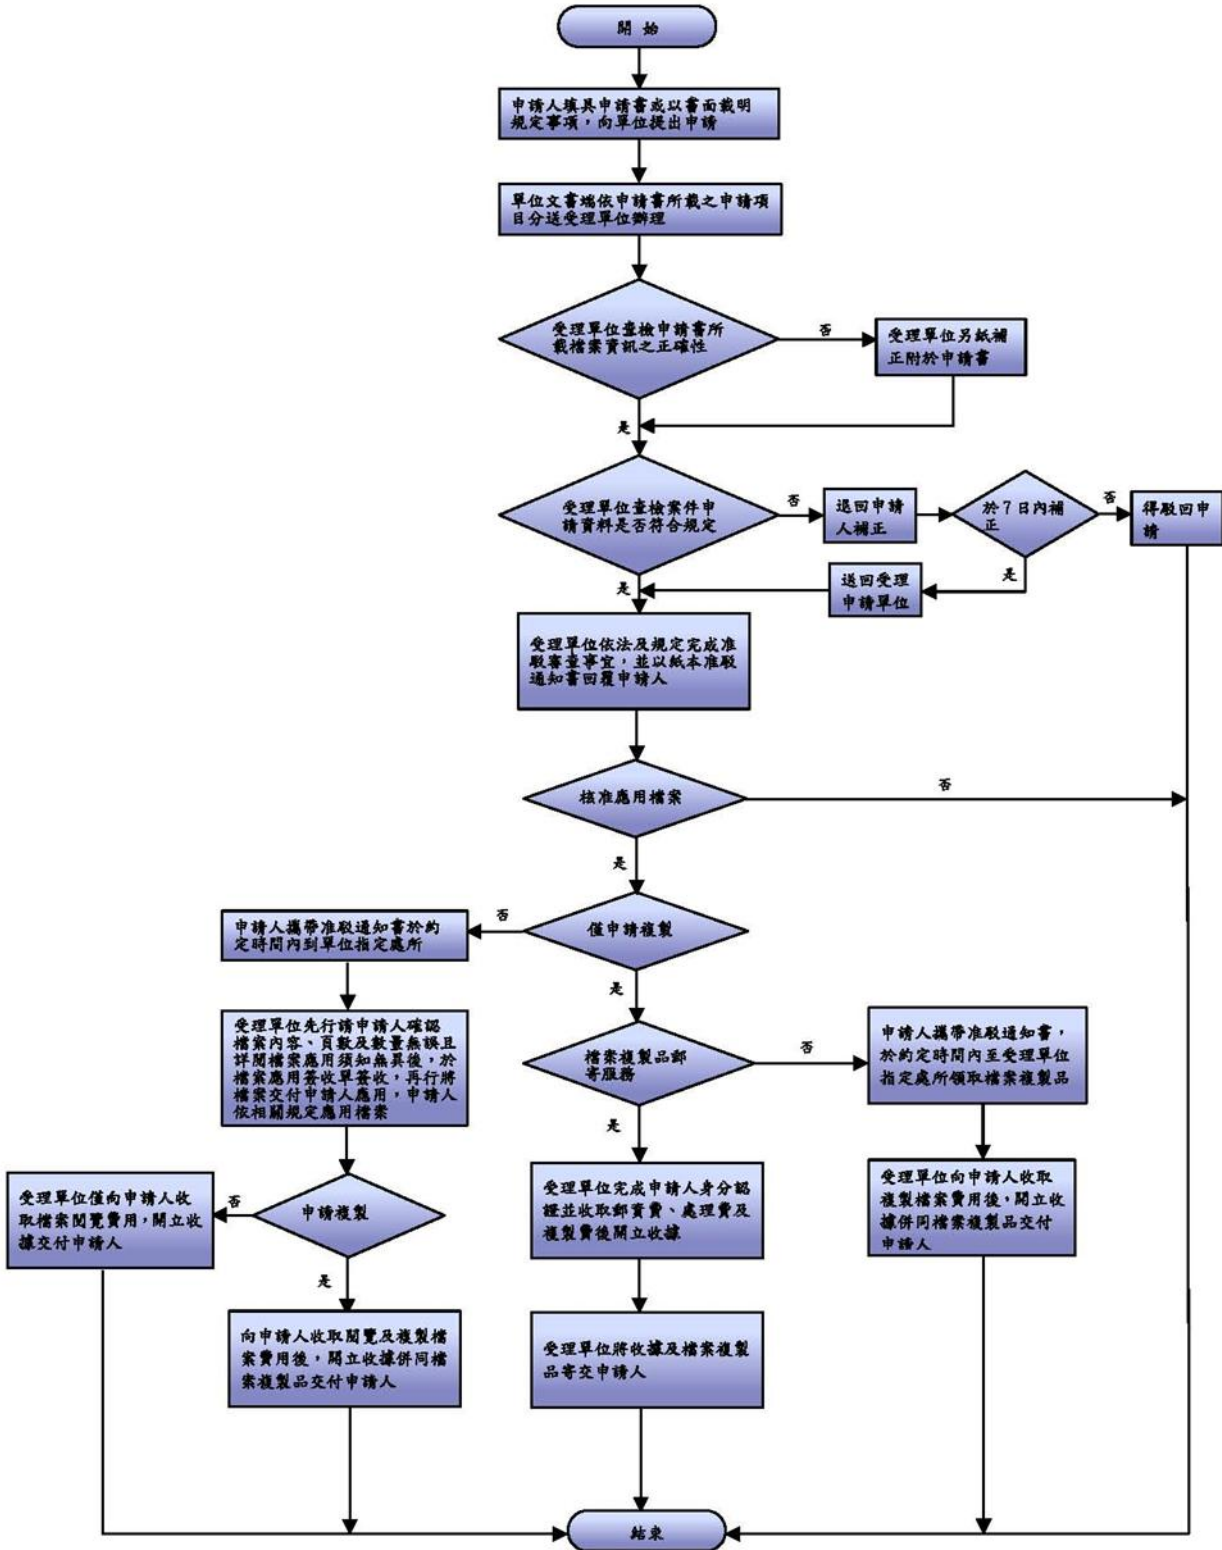 開 始
申請人填具申請書或以書面載明
規定事項，向單位提出申請
單位文書端依申請書所載之申請項
目分送受理單位辦理
受理單位查檢申請書所
載檔案資訊之正確性
否
受理單位另紙補
正附於申請書
是
受理單位查檢案件申
請資料是否符合規定
否
退回申請
人補正
於7日內補
正
否
得駁回申
請
是
送回受理
申請單位
是
受理單位依法及規定完成准
駁審查事宜，並以紙本准駁
通知書回覆申請人
核准應用檔案
否
是
僅申請複製
否
申請人攜帶准駁通知書於約
定時間內到單位指定處所
是
受理單位先行請申請人確認
檔案內容、頁數及數量無誤且
詳閱檔案應用須知無異後，於
檔案應用簽收單簽收，再行將
檔案交付申請人應用，申請人
依相關規定應用檔案
檔案複製品郵
寄服務
否
申請人攜帶准駁通知書，
於約定時間內至受理單位
指定處所領取檔案複製品
是
申請複製
否
受理單位僅向申請人收
取檔案閱覽費用，開立收
據交付申請人
受理單位完成申請人身分認
證並收取郵資費、處理費及
複製費後開立收據
受理單位向申請人收取
複製檔案費用後，開立收
據併同檔案複製品交付
申請人
是
向申請人收取閱覽及複製檔
案費用後，開立收據併同檔
案複製品交付申請人
受理單位將收據及檔案複製
品寄交申請人
結束